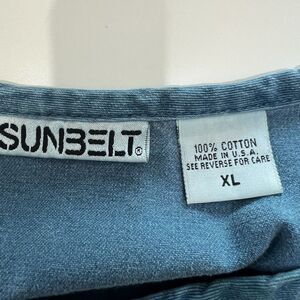 SUNBELT®
100% COTTON
MADE IN U.S.A.
SEE REVERSE FOR CARE
XL